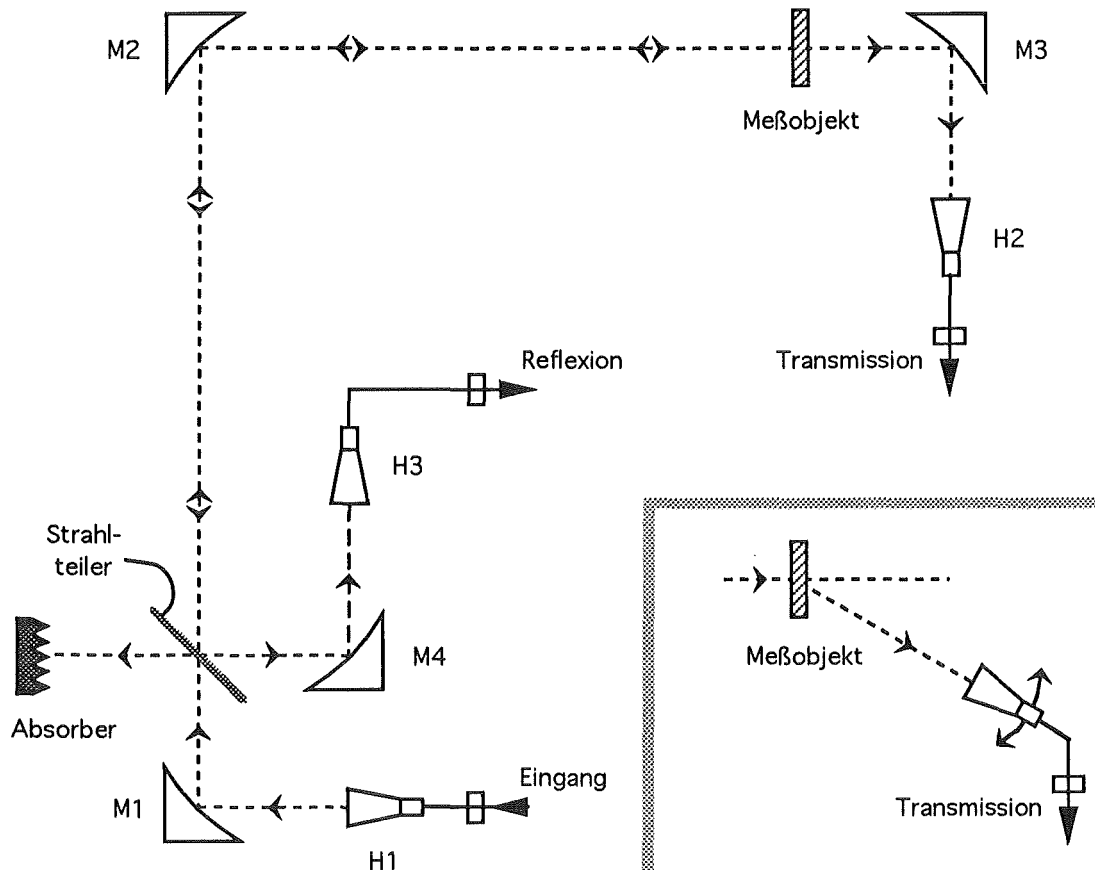 M2
M3
Meßobjekt
H2
Transmission
Reflexion
H3
Strahl-
teiler
M4
Absorber
M1
Eingang
H1
Meßobjekt
Transmission